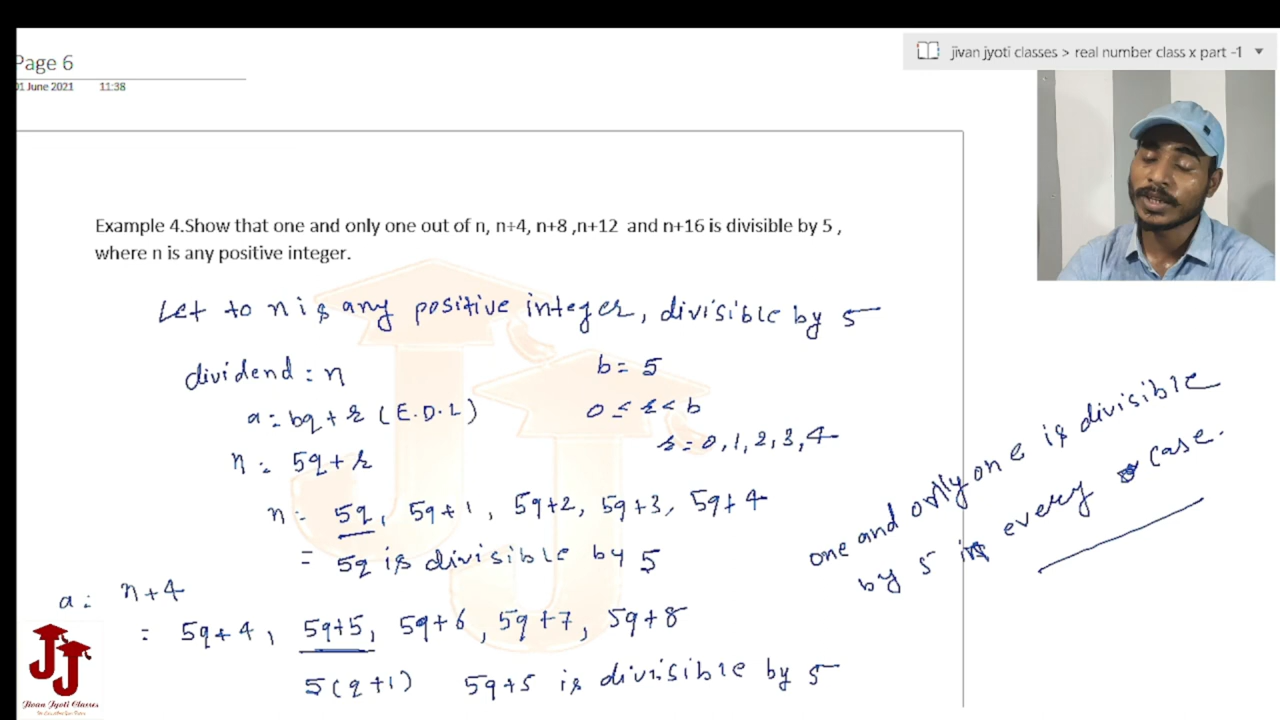 Page 6
01 June 2021 11:38
jivan jyoti classes > real number class x part -1
Example 4.Show that one and only one out of n, n+4, n+8 ,n+12 and n+16 is divisible by 5 ,
where n is any positive integer.
Let to n is any positive integer, divisible by 5
dividend = n b = 5
a = bq + r (E.D.L) 0 ≤ r < b
r = 0, 1, 2, 3, 4
n = 5q + r
n = 5q, 5q+1, 5q+2, 5q+3, 5q+4
= 5q is divisible by 5
one and only one is divisible
by 5 in every case.
a = n+4
= 5q+4, 5q+5, 5q+6, 5q+7, 5q+8
5(q+1) 5q+5 is divisible by 5
JJ
Jivan Jyoti Classes